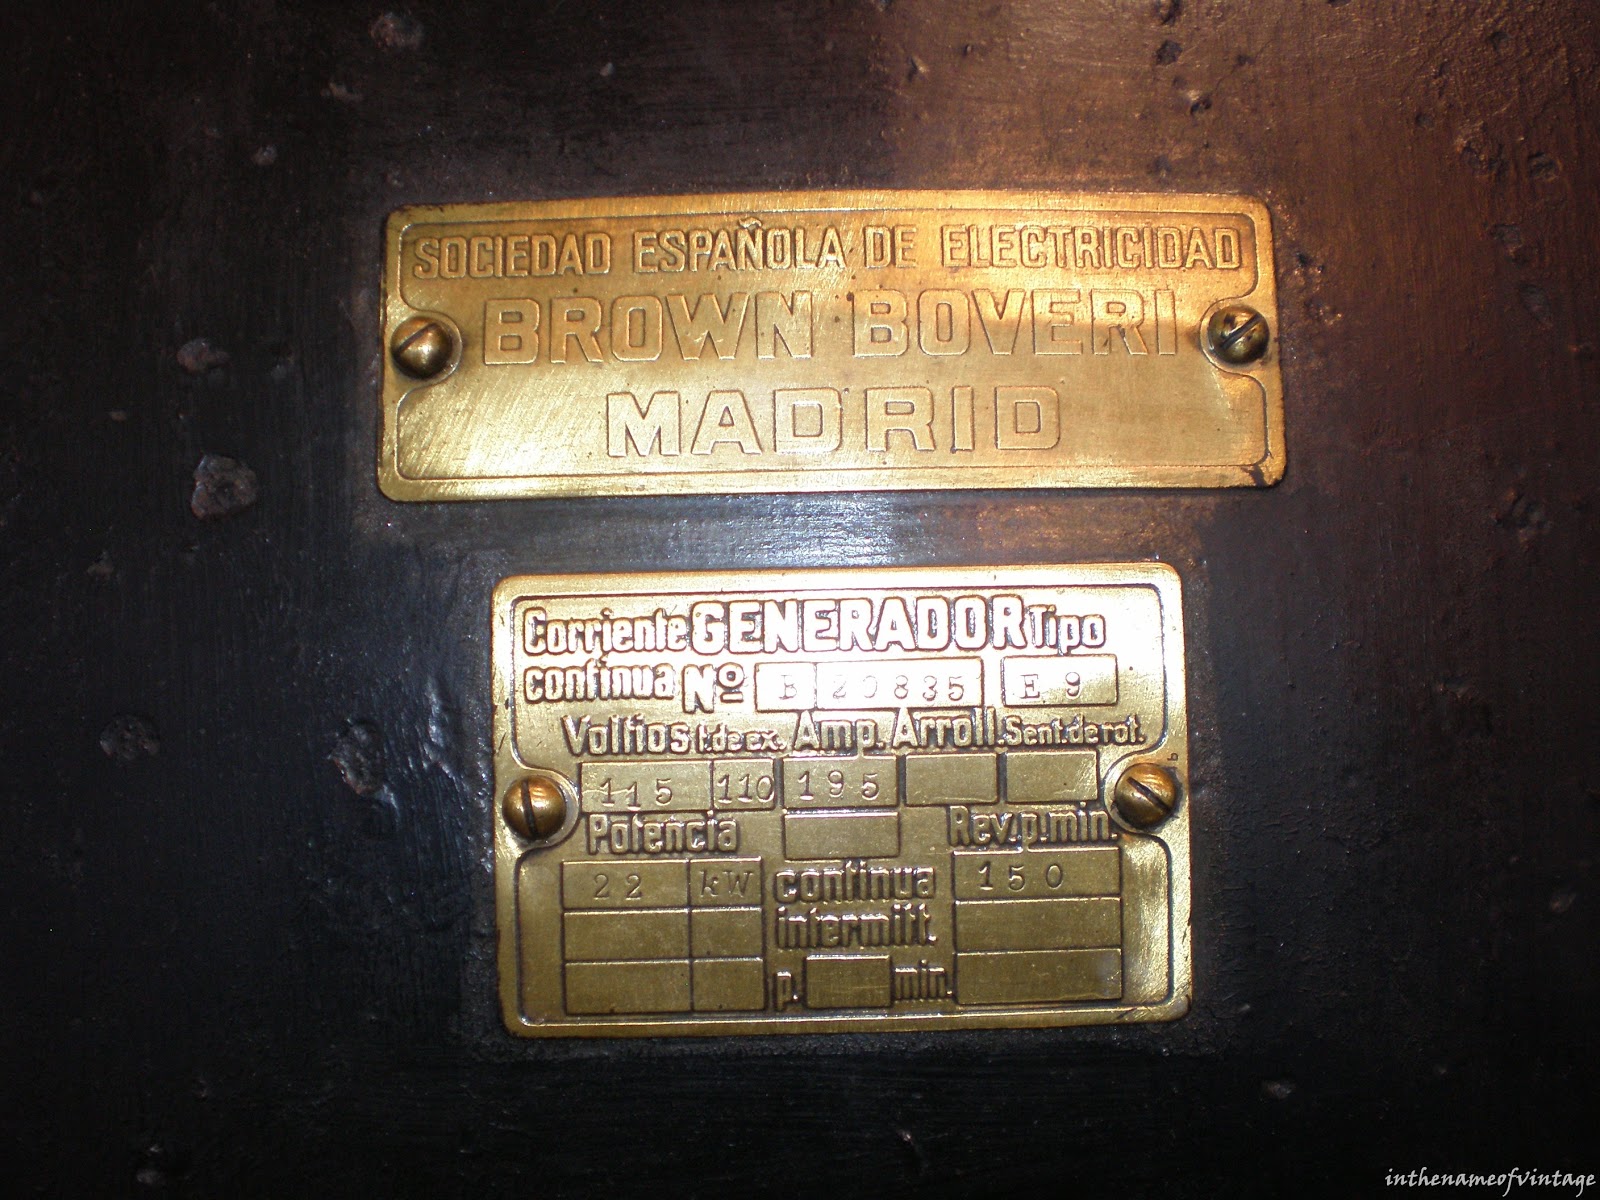 SOCIEDAD ESPAÑOLA DE ELECTRICIDAD
BROWN BOVERI
MADRID
Corriente GENERADOR Tipo
continua Nº B 20835 E 9
Voltios t.de ex. Amp. Arroll. Sent.de rot.
115 110 195
Potencia Rev.p.min.
22 kW continua 150
intermitt.
p. min.
inthenameofvintage